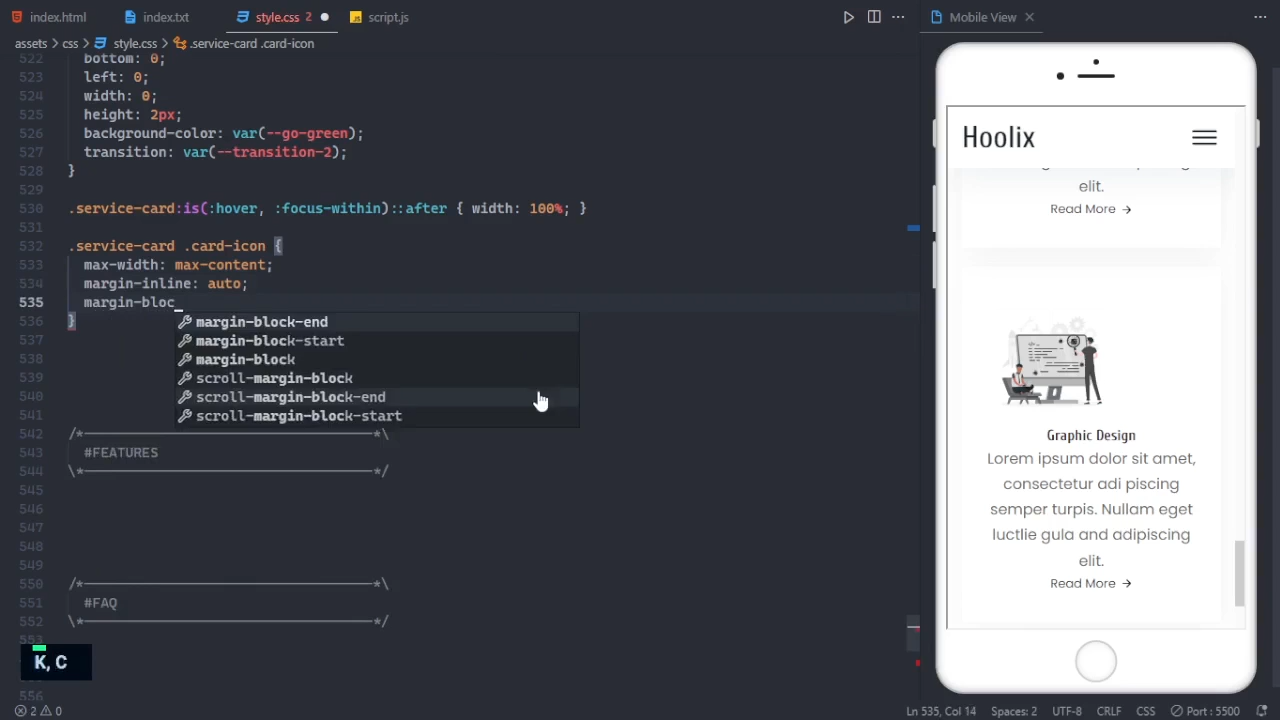 index.html
index.txt
style.css 2
script.js
Mobile View
assets > css > style.css > .service-card .card-icon
522 bottom: 0;
523 left: 0;
524 width: 0;
525 height: 2px;
526 background-color: var(--go-green);
527 transition: var(--transition-2);
528 }
529
530 .service-card:is(:hover, :focus-within)::after { width: 100%; }
531
532 .service-card .card-icon {
533 max-width: max-content;
534 margin-inline: auto;
535 margin-bloc
536 }
margin-block-end
537 margin-block-start
538 margin-block
539 scroll-margin-block
540 scroll-margin-block-end
541 scroll-margin-block-start
542 /*-----------------------------------*\
543 #FEATURES
544 \*-----------------------------------*/
545
546
547
548
549
550 /*-----------------------------------*\
551 #FAQ
552 \*-----------------------------------*/
553
556
K, C
Hoolix
elit.
Read More →
Graphic Design
Lorem ipsum dolor sit amet,
consectetur adi piscing
semper turpis. Nullam eget
luctlie gula and adipiscing
elit.
Read More →
2 0
Ln 535, Col 14 Spaces: 2 UTF-8 CRLF CSS Port : 5500